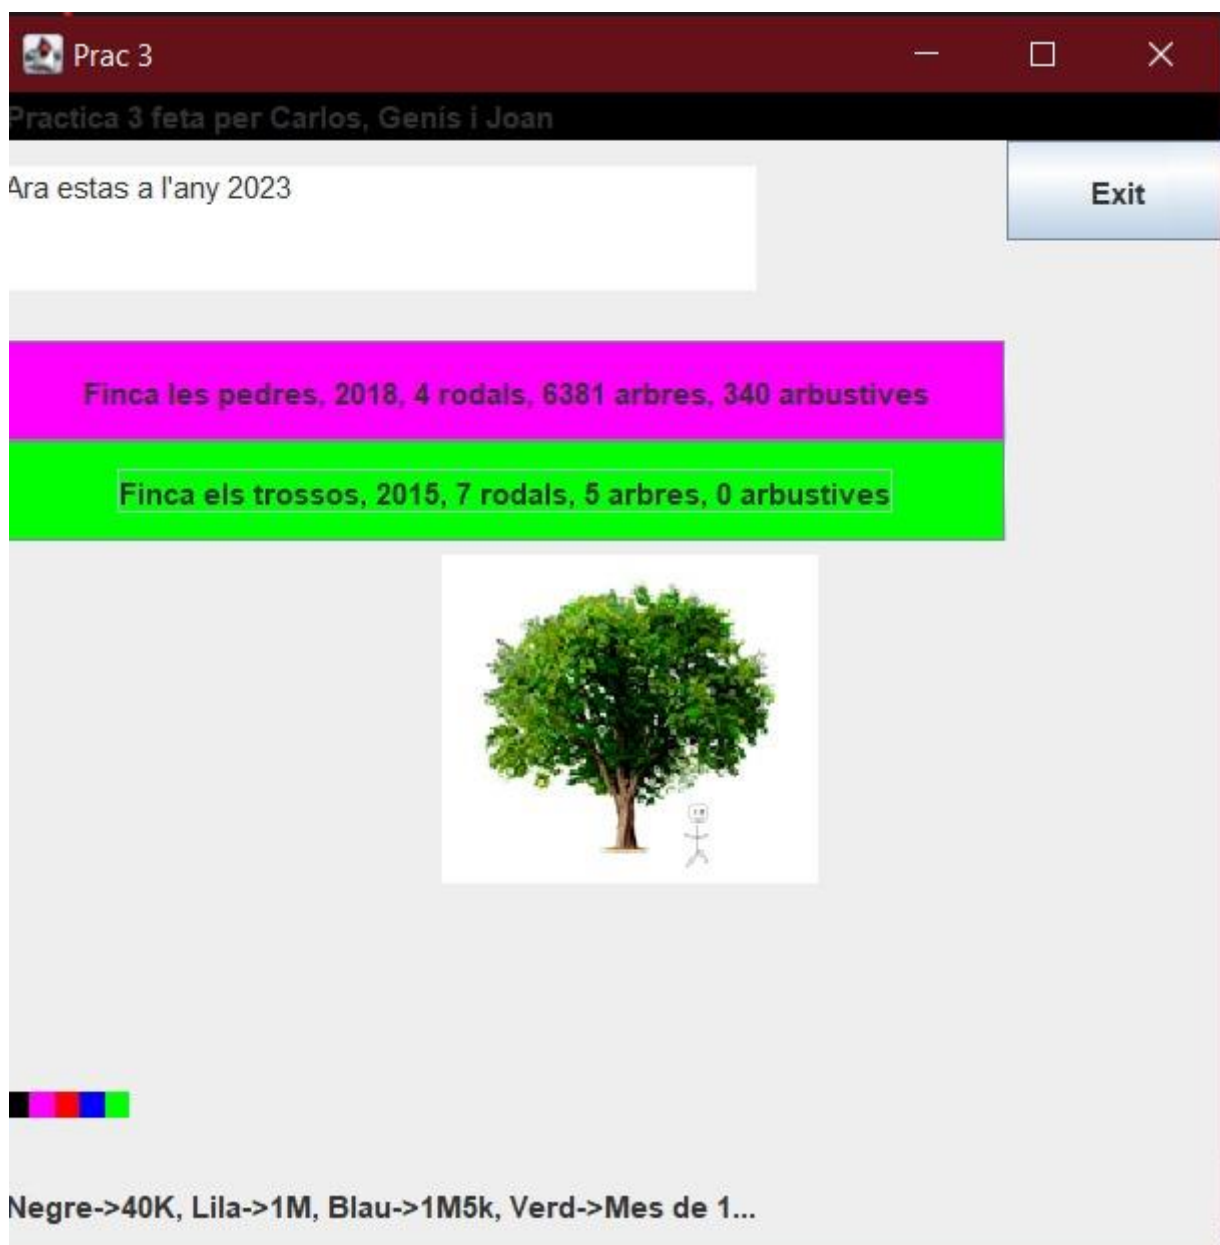 Prac 3
Practica 3 feta per Carlos, Genís i Joan
Ara estas a l'any 2023
Exit
Finca les pedres, 2018, 4 rodals, 6381 arbres, 340 arbustives
Finca els trossos, 2015, 7 rodals, 5 arbres, 0 arbustives
Negre->40K, Lila->1M, Blau->1M5k, Verd->Mes de 1...